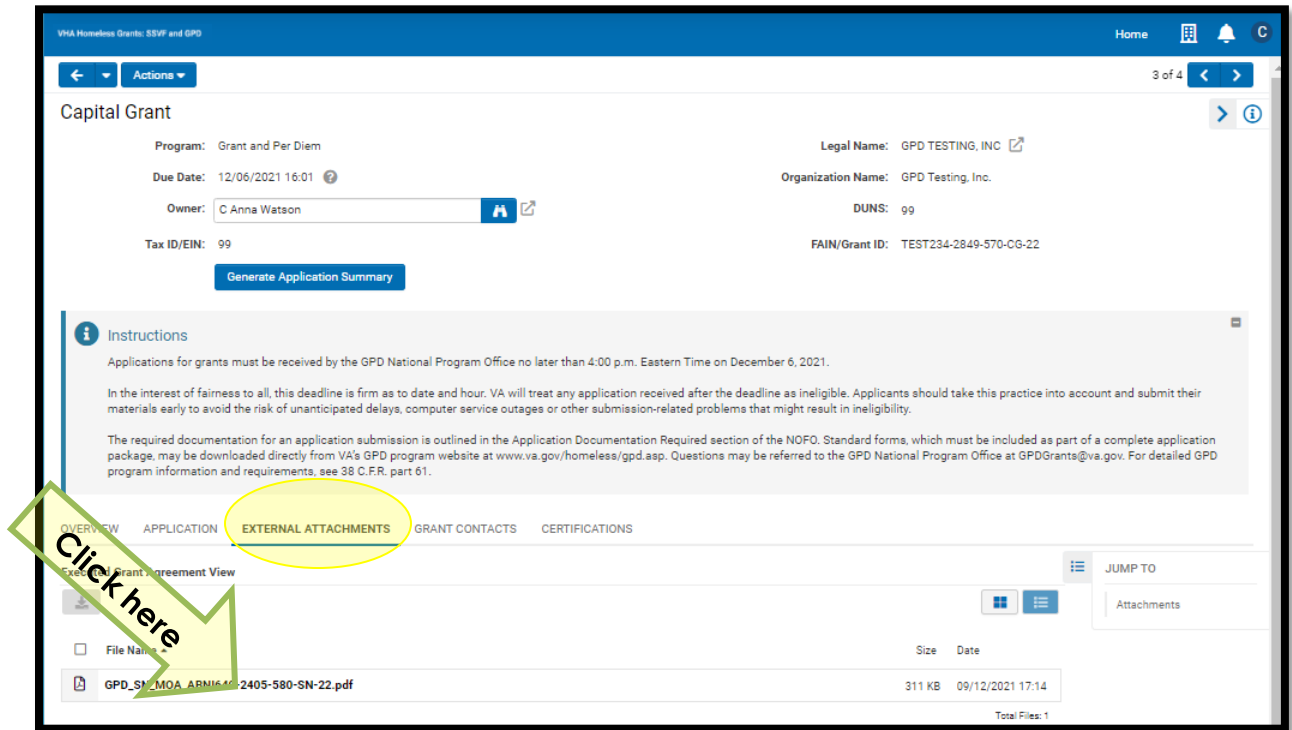 VHA Homeless Grants: SSVF and GPD
Home
C
Actions
3 of 4
Capital Grant
Program: Grant and Per Diem
Legal Name: GPD TESTING, INC
Due Date: 12/06/2021 16:01
Organization Name: GPD Testing, Inc.
Owner: C Anna Watson
DUNS: 99
Tax ID/EIN: 99
FAIN/Grant ID: TEST234-2849-570-CG-22
Generate Application Summary
Instructions
Applications for grants must be received by the GPD National Program Office no later than 4:00 p.m. Eastern Time on December 6, 2021.
In the interest of fairness to all, this deadline is firm as to date and hour. VA will treat any application received after the deadline as ineligible. Applicants should take this practice into account and submit their
materials early to avoid the risk of unanticipated delays, computer service outages or other submission-related problems that might result in ineligibility.
The required documentation for an application submission is outlined in the Application Documentation Required section of the NOFO. Standard forms, which must be included as part of a complete application
package, may be downloaded directly from VA's GPD program website at www.va.gov/homeless/gpd.asp. Questions may be referred to the GPD National Program Office at GPDGrants@va.gov. For detailed GPD
program information and requirements, see 38 C.F.R. part 61.
OVERVIEW APPLICATION EXTERNAL ATTACHMENTS GRANT CONTACTS CERTIFICATIONS
Click here
Executed Grant Agreement View
JUMP TO
Attachments
File Name Size Date
2405-580-SN-22.pdf 311 KB 09/12/2021 17:14
Total Files: 1